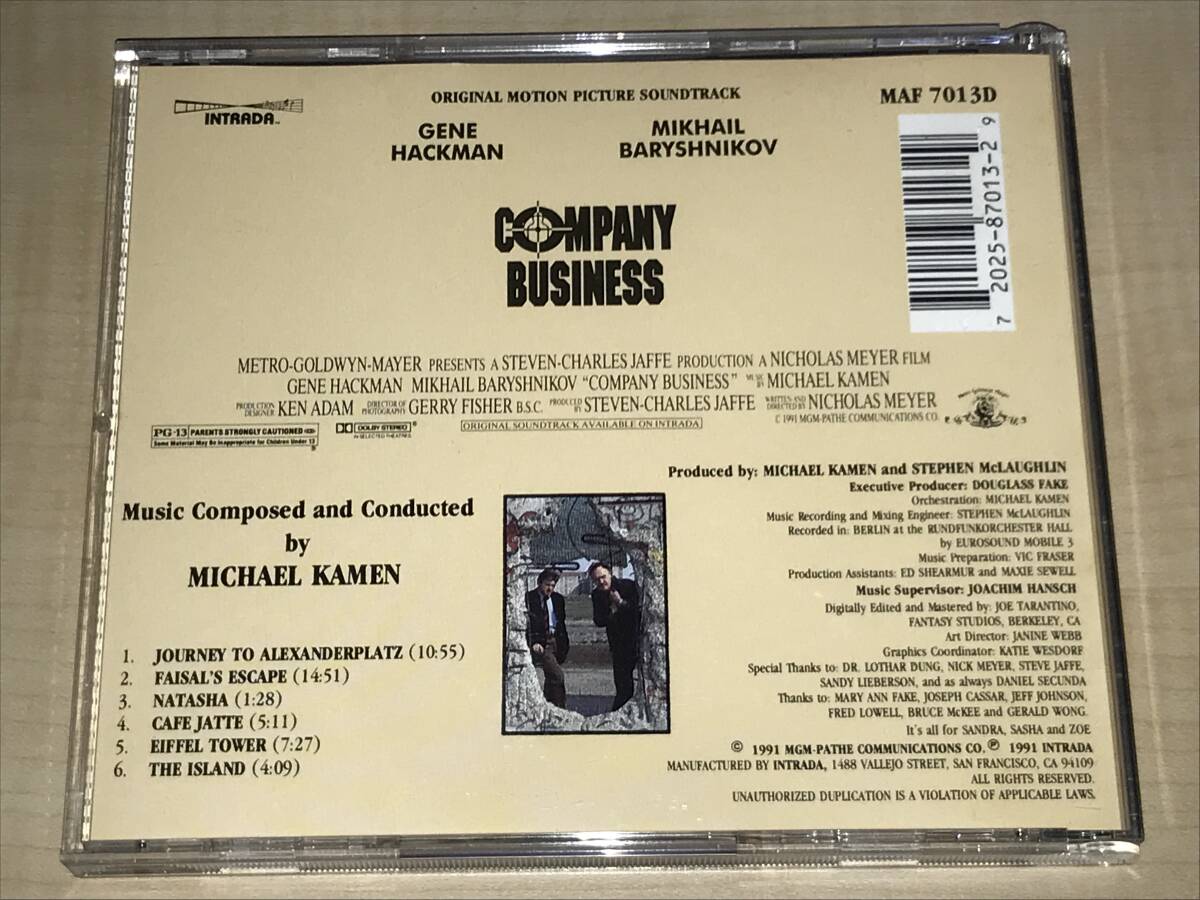 INTRADA™
ORIGINAL MOTION PICTURE SOUNDTRACK
MAF 7013D
GENE
HACKMAN
MIKHAIL
BARYSHNIKOV
7 2025-87013-2 9
COMPANY
BUSINESS
METRO-GOLDWYN-MAYER PRESENTS A STEVEN-CHARLES JAFFE PRODUCTION A NICHOLAS MEYER FILM
GENE HACKMAN MIKHAIL BARYSHNIKOV "COMPANY BUSINESS" MUSIC BY MICHAEL KAMEN
PRODUCTION DESIGNER KEN ADAM DIRECTOR OF PHOTOGRAPHY GERRY FISHER B.S.C. PRODUCED BY STEVEN-CHARLES JAFFE WRITTEN AND DIRECTED BY NICHOLAS MEYER
PG-13 PARENTS STRONGLY CAUTIONED
Some Material May Be Inappropriate for Children Under 13
DOLBY STEREO
IN SELECTED THEATRES
ORIGINAL SOUNDTRACK AVAILABLE ON INTRADA
© 1991 MGM-PATHE COMMUNICATIONS CO.
Produced by: MICHAEL KAMEN and STEPHEN McLAUGHLIN
Executive Producer: DOUGLASS FAKE
Orchestration: MICHAEL KAMEN
Music Recording and Mixing Engineer: STEPHEN McLAUGHLIN
Recorded in: BERLIN at the RUNDFUNKORCHESTER HALL
by EUROSOUND MOBILE 3
Music Preparation: VIC FRASER
Production Assistants: ED SHEARMUR and MAXIE SEWELL
Music Supervisor: JOACHIM HANSCH
Digitally Edited and Mastered by: JOE TARANTINO,
FANTASY STUDIOS, BERKELEY, CA
Art Director: JANINE WEBB
Graphics Coordinator: KATIE WESDORF
Special Thanks to: DR. LOTHAR DUNG, NICK MEYER, STEVE JAFFE,
SANDY LIEBERSON, and as always DANIEL SECUNDA
Thanks to: MARY ANN FAKE, JOSEPH CASSAR, JEFF JOHNSON,
FRED LOWELL, BRUCE McKEE and GERALD WONG.
It's all for SANDRA, SASHA and ZOE
© 1991 MGM-PATHE COMMUNICATIONS CO. ℗ 1991 INTRADA
MANUFACTURED BY INTRADA, 1488 VALLEJO STREET, SAN FRANCISCO, CA 94109
ALL RIGHTS RESERVED.
UNAUTHORIZED DUPLICATION IS A VIOLATION OF APPLICABLE LAWS.
Music Composed and Conducted
by
MICHAEL KAMEN
1. JOURNEY TO ALEXANDERPLATZ (10:55)
2. FAISAL'S ESCAPE (14:51)
3. NATASHA (1:28)
4. CAFE JATTE (5:11)
5. EIFFEL TOWER (7:27)
6. THE ISLAND (4:09)